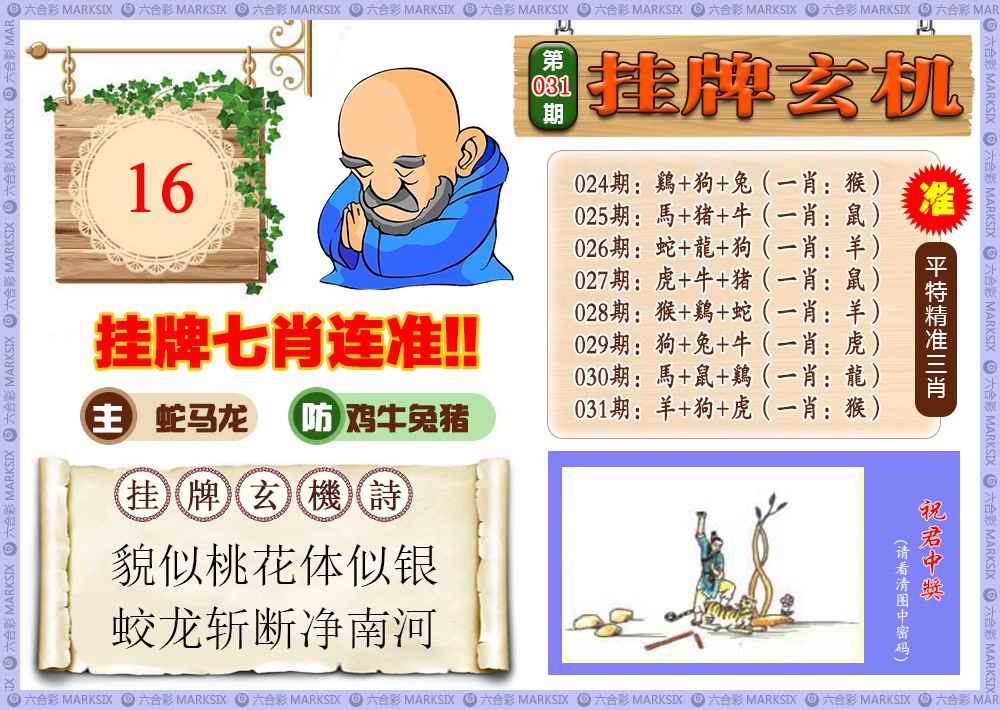 六合彩 MARKSIX
第031期
挂牌玄机
16
挂牌七肖连准!!
主 蛇马龙
防 鸡牛兔猪
挂牌玄機詩
貌似桃花体似银
蛟龙斩断净南河
024期：鷄+狗+兔（一肖：猴）
025期：馬+猪+牛（一肖：鼠）
026期：蛇+龍+狗（一肖：羊）
027期：虎+牛+猪（一肖：鼠）
028期：猴+鷄+蛇（一肖：羊）
029期：狗+兔+牛（一肖：虎）
030期：馬+鼠+鷄（一肖：龍）
031期：羊+狗+虎（一肖：猴）
准
平特精准三肖
祝君中獎
(请看清图中密码)